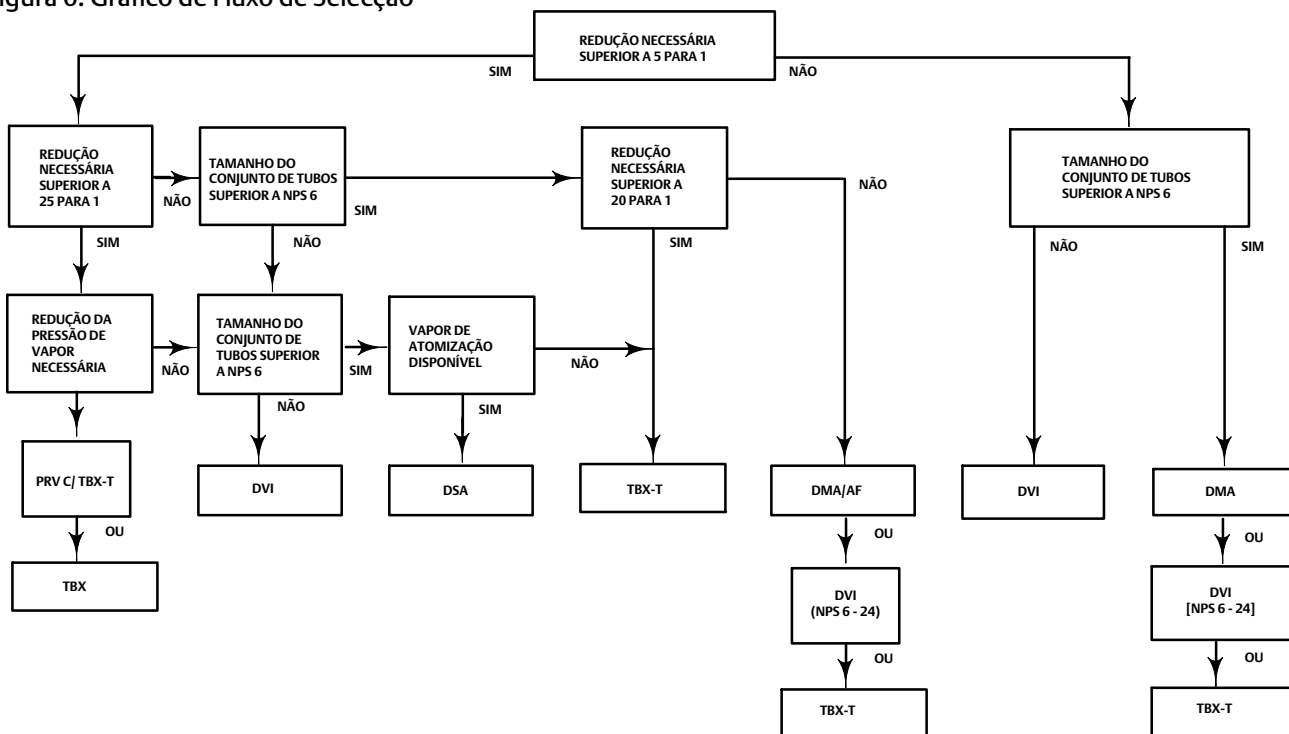 igura 6. Gráfico de Fluxo de Selecção
REDUÇÃO NECESSÁRIA
SUPERIOR A 5 PARA 1
SIM
NÃO
REDUÇÃO
NECESSÁRIA
SUPERIOR A
25 PARA 1
NÃO
SIM
TAMANHO DO
CONJUNTO DE TUBOS
SUPERIOR A NPS 6
SIM
NÃO
REDUÇÃO
NECESSÁRIA
SUPERIOR A
20 PARA 1
NÃO
SIM
TAMANHO DO
CONJUNTO DE TUBOS
SUPERIOR A NPS 6
NÃO
SIM
REDUÇÃO DA
PRESSÃO DE
VAPOR
NECESSÁRIA
NÃO
TAMANHO DO
CONJUNTO DE
TUBOS SUPERIOR
A NPS 6
SIM
NÃO
VAPOR DE
ATOMIZAÇÃO
DISPONÍVEL
NÃO
SIM
PRV C/ TBX-T
OU
TBX
DVI
DSA
TBX-T
DMA/AF
OU
DVI
(NPS 6 - 24)
OU
TBX-T
DVI
DMA
OU
DVI
[NPS 6 - 24]
OU
TBX-T